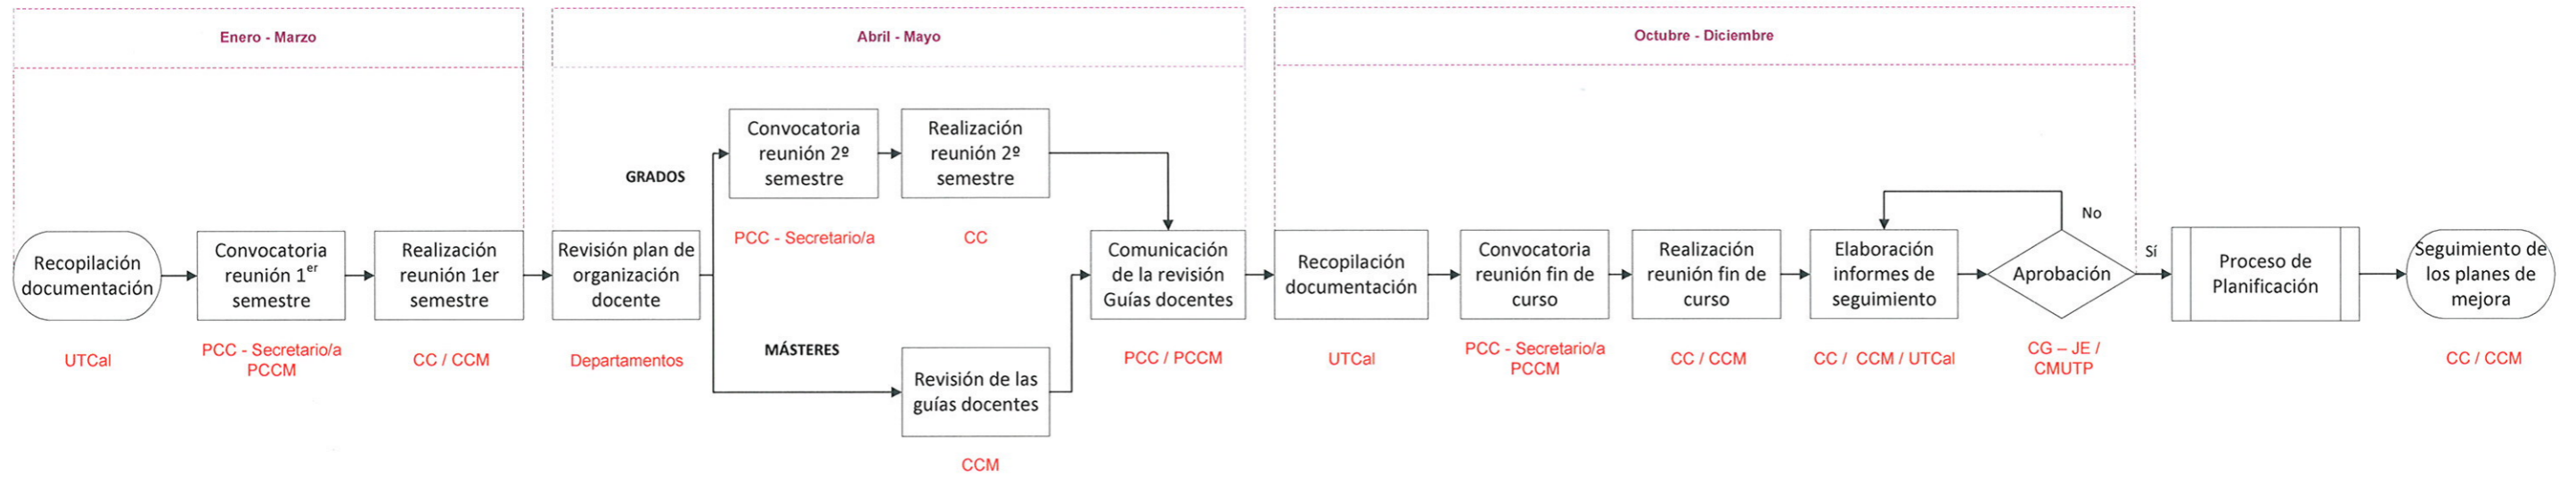 Enero - Marzo
Abril - Mayo
Octubre - Diciembre
Recopilación
documentación
UTCal
Convocatoria
reunión 1er
semestre
PCC - Secretario/a
PCCM
Realización
reunión 1er
semestre
CC / CCM
Revisión plan de
organización
docente
Departamentos
GRADOS
Convocatoria
reunión 2º
semestre
PCC - Secretario/a
Realización
reunión 2º
semestre
CC
MÁSTERES
Revisión de las
guías docentes
CCM
Comunicación
de la revisión
Guías docentes
PCC / PCCM
Recopilación
documentación
UTCal
Convocatoria
reunión fin de
curso
PCC - Secretario/a
PCCM
Realización
reunión fin de
curso
CC / CCM
Elaboración
informes de
seguimiento
CC / CCM / UTCal
Aprobación
CG – JE /
CMUTP
No
Sí
Proceso de
Planificación
Seguimiento de
los planes de
mejora
CC / CCM